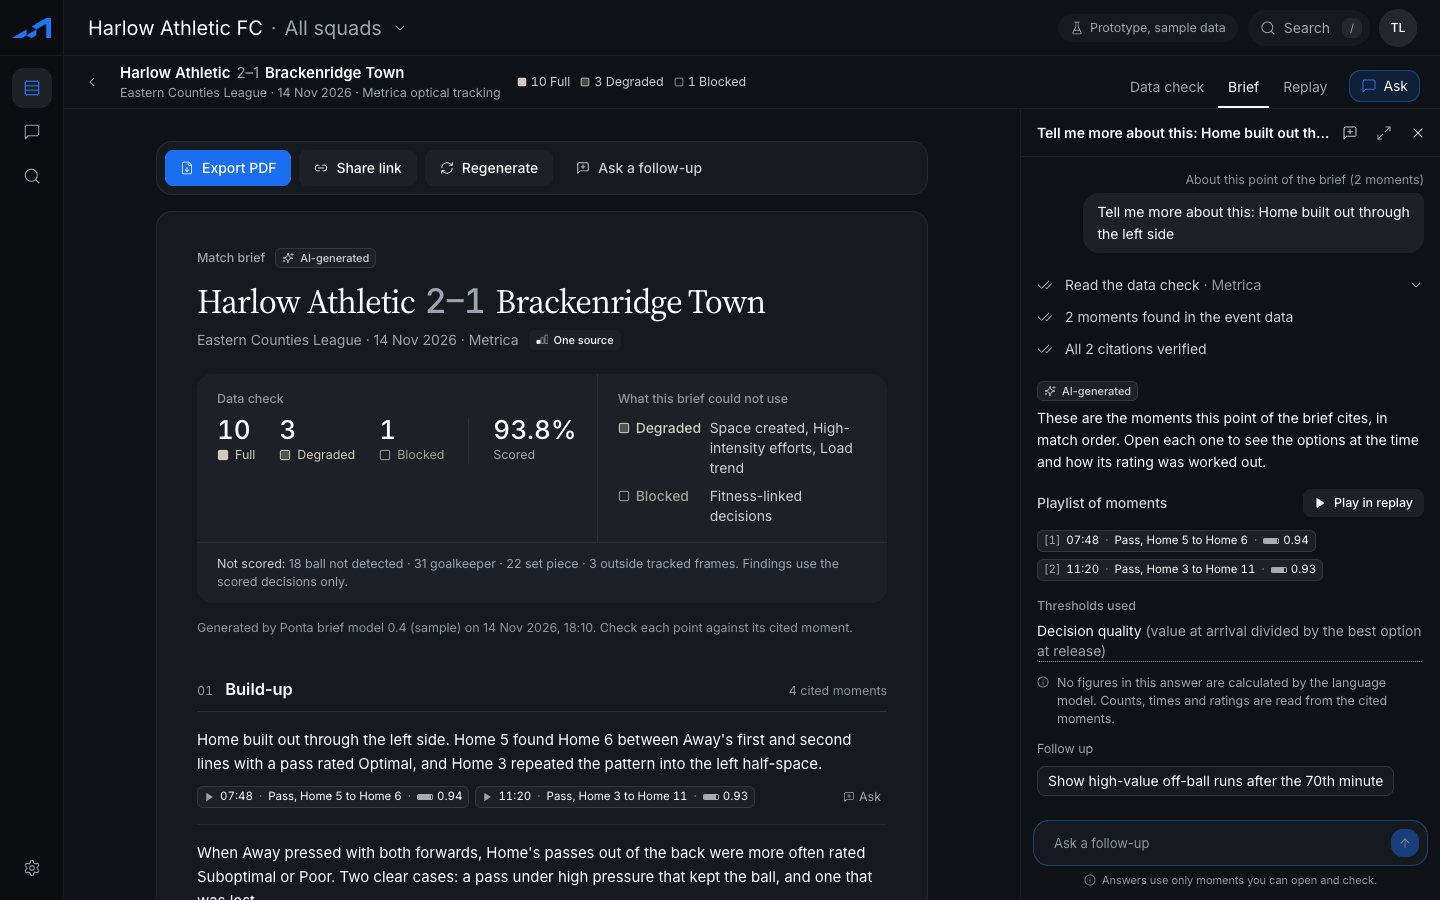 Harlow Athletic FC · All squads
Prototype, sample data
Search /
TL
Harlow Athletic 2–1 Brackenridge Town
Eastern Counties League · 14 Nov 2026 · Metrica optical tracking
10 Full 3 Degraded 1 Blocked
Data check Brief Replay Ask
Export PDF Share link Regenerate Ask a follow-up
Match brief AI-generated
Harlow Athletic 2–1 Brackenridge Town
Eastern Counties League · 14 Nov 2026 · Metrica One source
Data check
10 3 1 93.8%
Full Degraded Blocked Scored
What this brief could not use
Degraded Space created, High-
intensity efforts, Load
trend
Blocked Fitness-linked
decisions
Not scored: 18 ball not detected · 31 goalkeeper · 22 set piece · 3 outside tracked frames. Findings use the
scored decisions only.
Generated by Ponta brief model 0.4 (sample) on 14 Nov 2026, 18:10. Check each point against its cited moment.
01 Build-up 4 cited moments
Home built out through the left side. Home 5 found Home 6 between Away's first and second
lines with a pass rated Optimal, and Home 3 repeated the pattern into the left half-space.
07:48 · Pass, Home 5 to Home 6 · 0.94 11:20 · Pass, Home 3 to Home 11 · 0.93 Ask
When Away pressed with both forwards, Home's passes out of the back were more often rated
Suboptimal or Poor. Two clear cases: a pass under high pressure that kept the ball, and one that
was lost.
Tell me more about this: Home built out th...
About this point of the brief (2 moments)
Tell me more about this: Home built out through
the left side
Read the data check · Metrica
2 moments found in the event data
All 2 citations verified
AI-generated
These are the moments this point of the brief cites, in
match order. Open each one to see the options at the time
and how its rating was worked out.
Playlist of moments Play in replay
[1] 07:48 · Pass, Home 5 to Home 6 · 0.94
[2] 11:20 · Pass, Home 3 to Home 11 · 0.93
Thresholds used
Decision quality (value at arrival divided by the best option
at release)
No figures in this answer are calculated by the language
model. Counts, times and ratings are read from the cited
moments.
Follow up
Show high-value off-ball runs after the 70th minute
Ask a follow-up
Answers use only moments you can open and check.